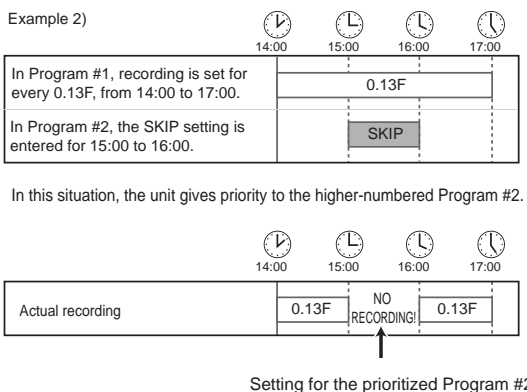 Example 2)
14:00 15:00 16:00 17:00
In Program #1, recording is set for
every 0.13F, from 14:00 to 17:00.
0.13F
In Program #2, the SKIP setting is
entered for 15:00 to 16:00.
SKIP
In this situation, the unit gives priority to the higher-numbered Program #2.
14:00 15:00 16:00 17:00
Actual recording
0.13F
NO
RECORDING!
0.13F
Setting for the prioritized Program #2